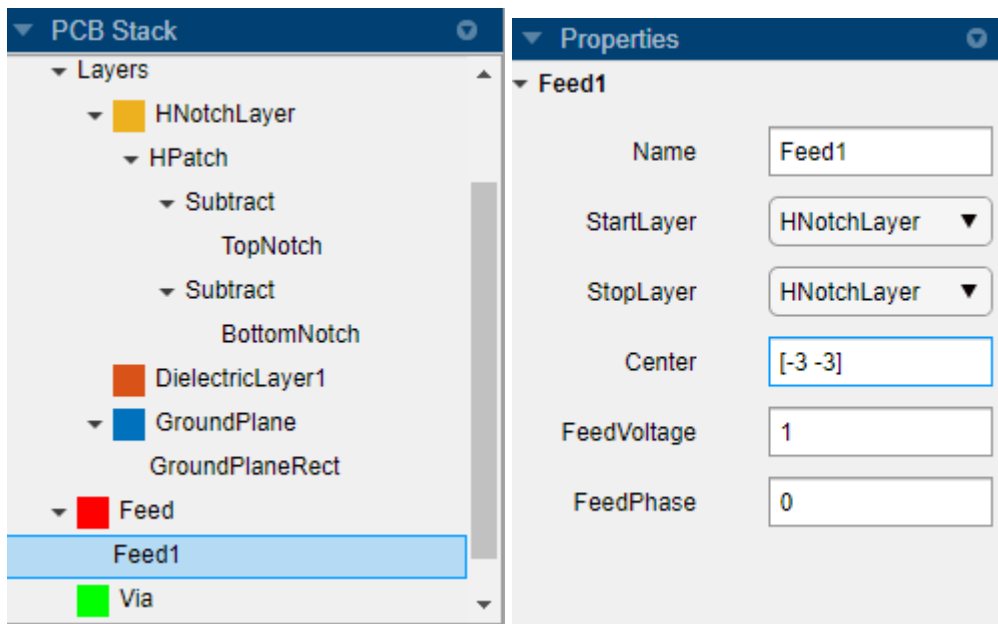 PCB Stack
Layers
HNotchLayer
HPatch
Subtract
TopNotch
Subtract
BottomNotch
DielectricLayer1
GroundPlane
GroundPlaneRect
Feed
Feed1
Via
Properties
Feed1
Name Feed1
StartLayer HNotchLayer
StopLayer HNotchLayer
Center [-3 -3]
FeedVoltage 1
FeedPhase 0